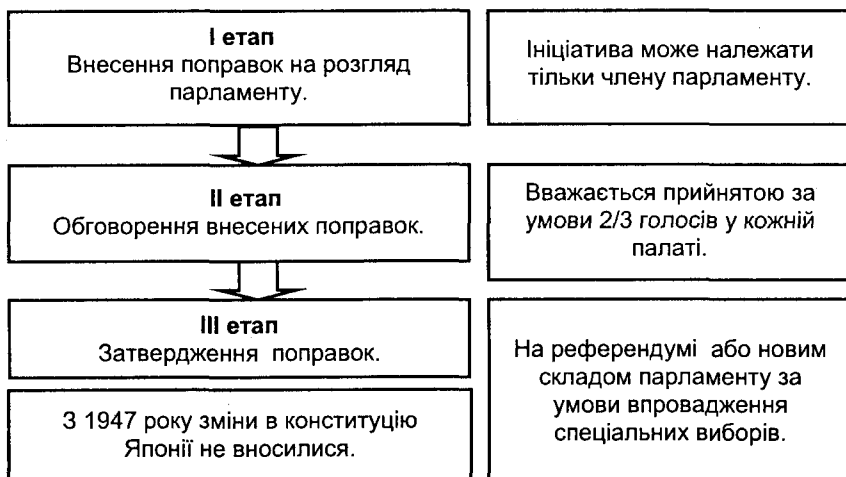 I етап
Внесення поправок на розгляд
парламенту.
Ініціатива може належати
тільки члену парламенту.
II етап
Обговорення внесених поправок.
Вважається прийнятою за
умови 2/3 голосів у кожній
палаті.
III етап
Затвердження поправок.
З 1947 року зміни в конституцію
Японії не вносилися.
На референдумі або новим
складом парламенту за
умови впровадження
спеціальних виборів.